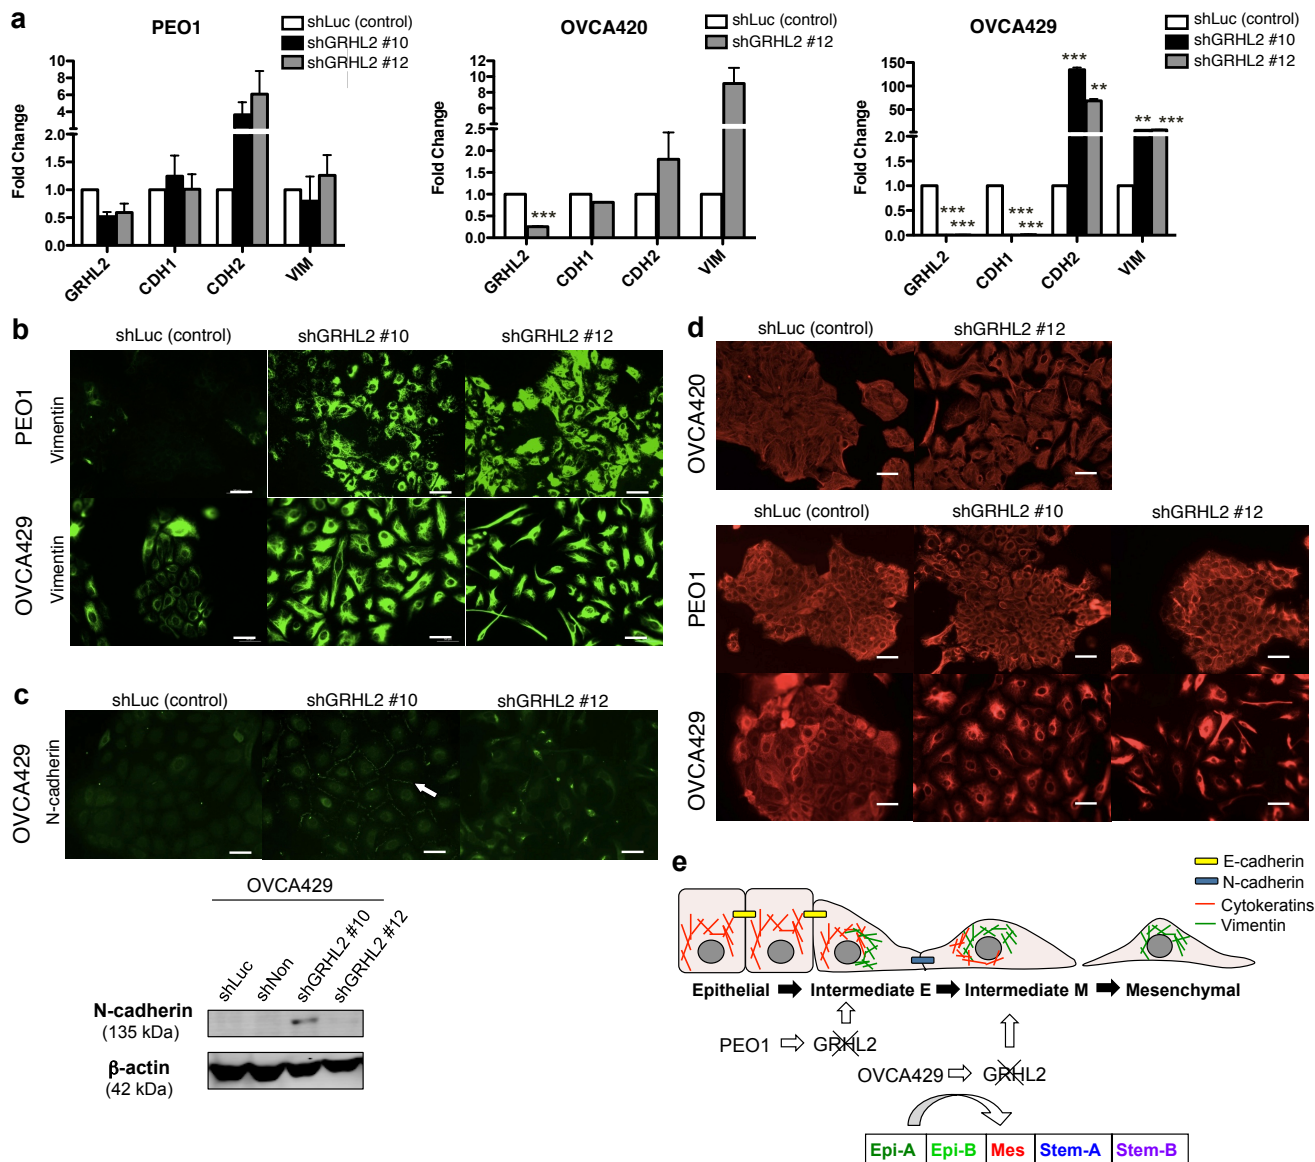 a
PEO1
shLuc (control)
shGRHL2 #10
shGRHL2 #12
Fold Change
10
8
6
4
2.0
1.5
1.0
0.5
0.0
GRHL2
CDH1
CDH2
VIM
OVCA420
shLuc (control)
shGRHL2 #12
Fold Change
12
10
8
6
4
2.5
2.0
1.5
1.0
0.5
0.0
***
GRHL2
CDH1
CDH2
VIM
OVCA429
shLuc (control)
shGRHL2 #10
shGRHL2 #12
Fold Change
150
100
50
2.0
1.5
1.0
0.5
0.0
***
***
***
***
***
**
**
***
GRHL2
CDH1
CDH2
VIM
b
shLuc (control)
shGRHL2 #10
shGRHL2 #12
PEO1
Vimentin
OVCA429
Vimentin
c
shLuc (control)
shGRHL2 #10
shGRHL2 #12
OVCA429
N-cadherin
OVCA429
shLuc
shNon
shGRHL2 #10
shGRHL2 #12
N-cadherin
(135 kDa)
β-actin
(42 kDa)
d
shLuc (control)
shGRHL2 #12
OVCA420
shLuc (control)
shGRHL2 #10
shGRHL2 #12
PEO1
OVCA429
e
E-cadherin
N-cadherin
Cytokeratins
Vimentin
Epithelial
Intermediate E
Intermediate M
Mesenchymal
PEO1
GRHL2
OVCA429
GRHL2
Epi-A
Epi-B
Mes
Stem-A
Stem-B